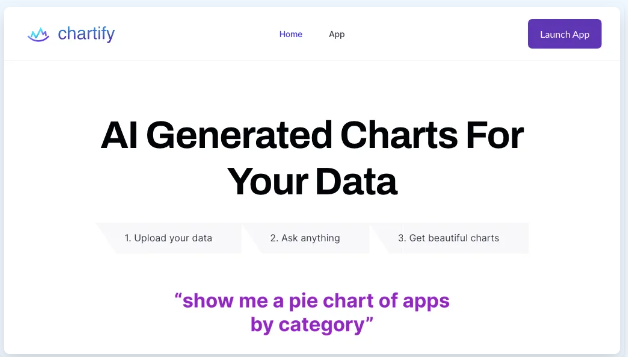 chartify
Home
App
Launch App
AI Generated Charts For
Your Data
1. Upload your data
2. Ask anything
3. Get beautiful charts
“show me a pie chart of apps
by category”